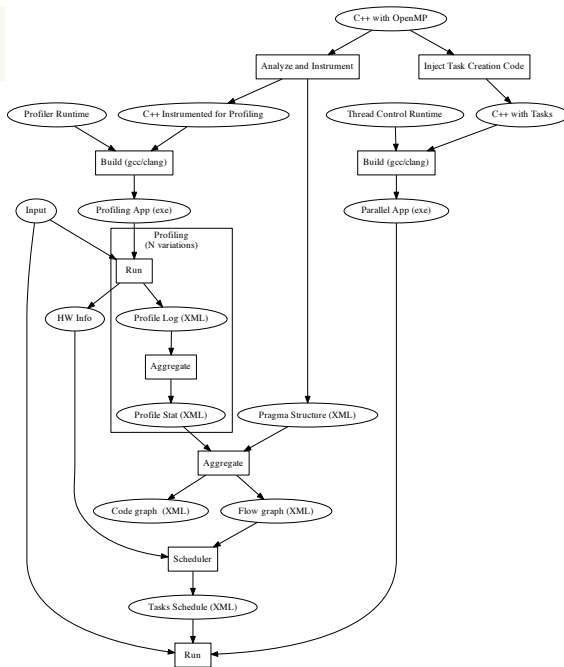 C++ with OpenMP
Analyze and Instrument
Inject Task Creation Code
Profiler Runtime
C++ Instrumented for Profiling
Thread Control Runtime
C++ with Tasks
Build (gcc/clang)
Build (gcc/clang)
Input
Profiling App (exe)
Parallel App (exe)
Profiling
(N variations)
Run
HW Info
Profile Log (XML)
Aggregate
Profile Stat (XML)
Pragma Structure (XML)
Aggregate
Code graph (XML)
Flow graph (XML)
Scheduler
Tasks Schedule (XML)
Run